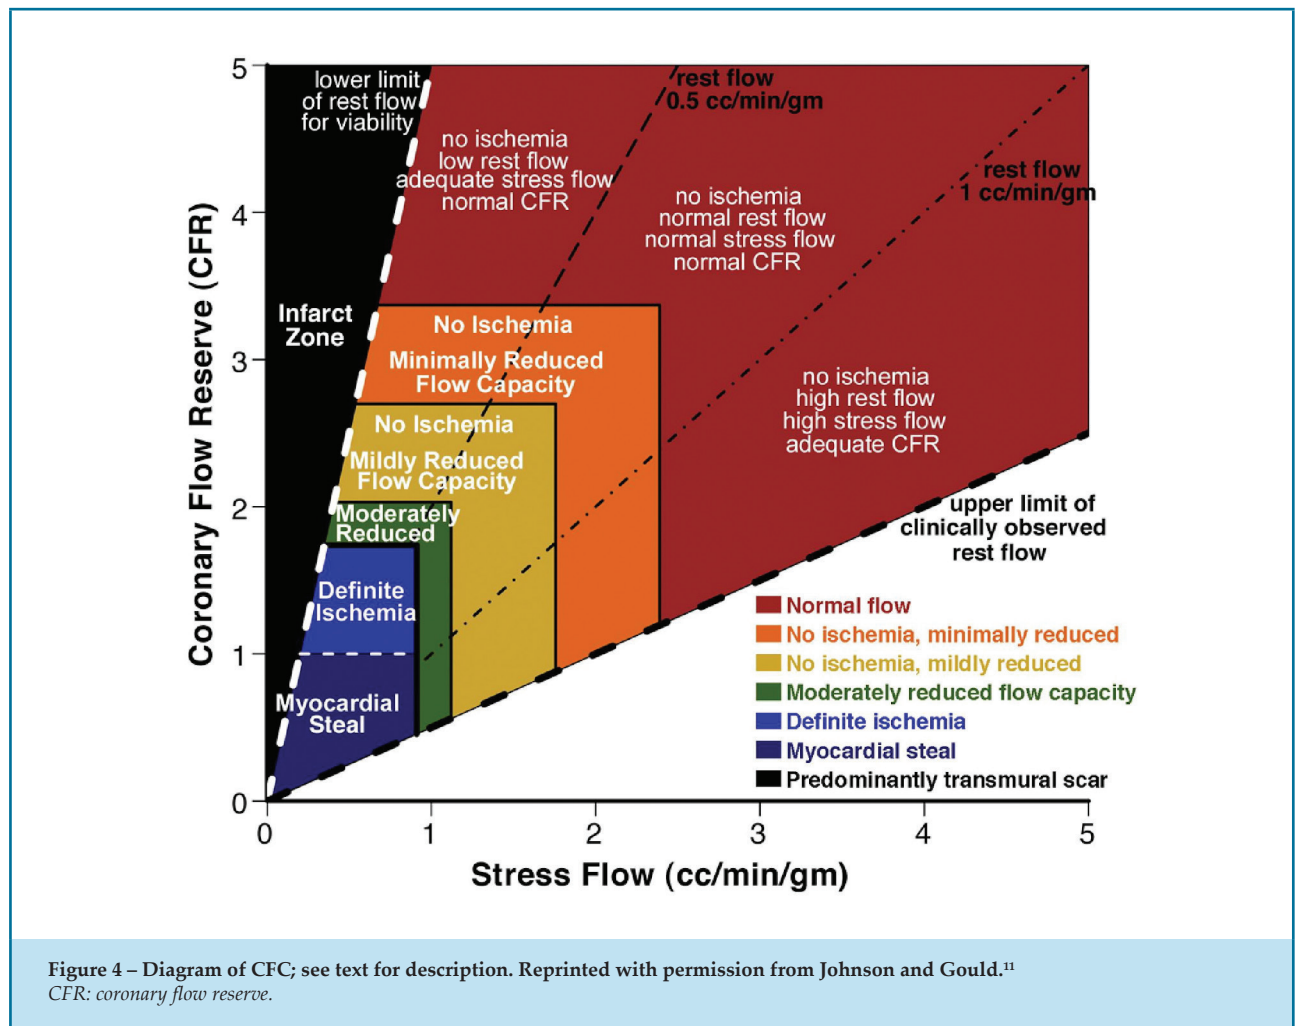 5
4
3
2
1
0
Coronary Flow Reserve (CFR)
lower limit
of rest flow
for viability
no ischemia
low rest flow
adequate stress flow
normal CFR
rest flow
0.5 cc/min/gm
no ischemia
normal rest flow
normal stress flow
normal CFR
rest flow
1 cc/min/gm
Infarct
Zone
No Ischemia
Minimally Reduced
Flow Capacity
no ischemia
high rest flow
high stress flow
adequate CFR
No Ischemia
Mildly Reduced
Flow Capacity
Moderately
Reduced
Definite
Ischemia
Myocardial
Steal
upper limit of
clinically observed
rest flow
Normal flow
No ischemia, minimally reduced
No ischemia, mildly reduced
Moderately reduced flow capacity
Definite ischemia
Myocardial steal
Predominantly transmural scar
0 1 2 3 4 5
Stress Flow (cc/min/gm)
Figure 4 – Diagram of CFC; see text for description. Reprinted with permission from Johnson and Gould.¹¹
CFR: coronary flow reserve.